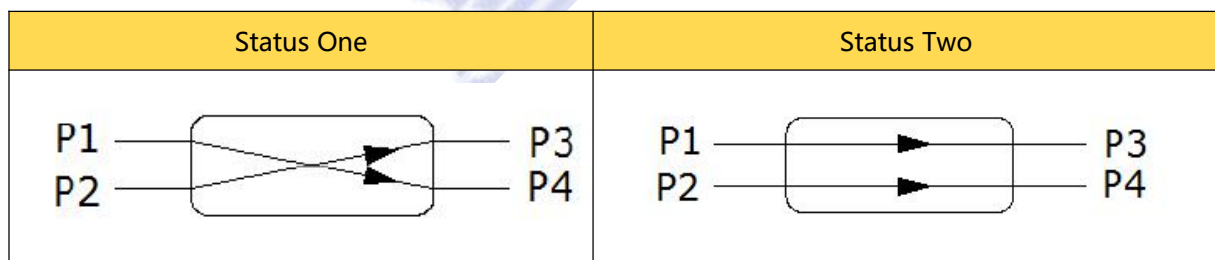 Status One Status Two
P1 P3 P1 P3
P2 P4 P2 P4